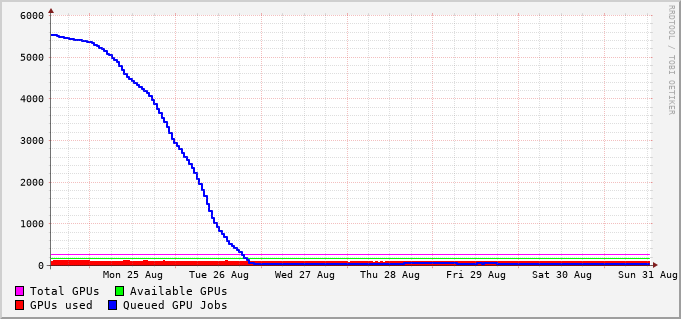 6000
5000
4000
3000
2000
1000
0
Mon 25 Aug Tue 26 Aug Wed 27 Aug Thu 28 Aug Fri 29 Aug Sat 30 Aug Sun 31 Aug
Total GPUs Available GPUs
GPUs used Queued GPU Jobs
RRDTOOL / TOBI OETIKER